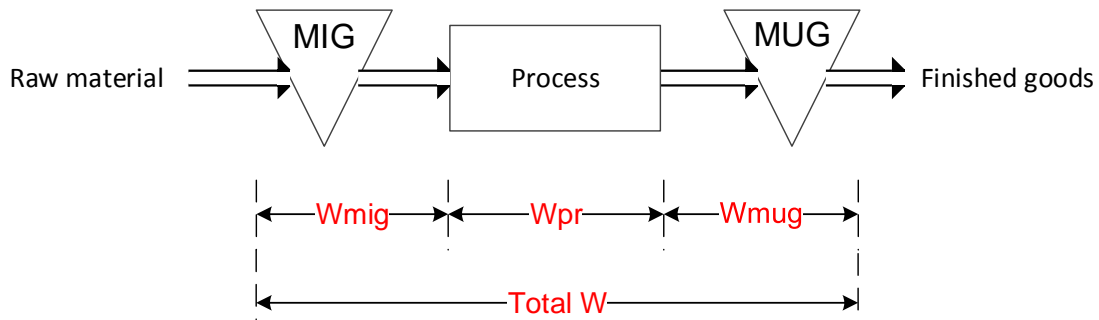 MIG
MUG
Raw material
Process
Finished goods
Wmig
Wpr
Wmug
Total W